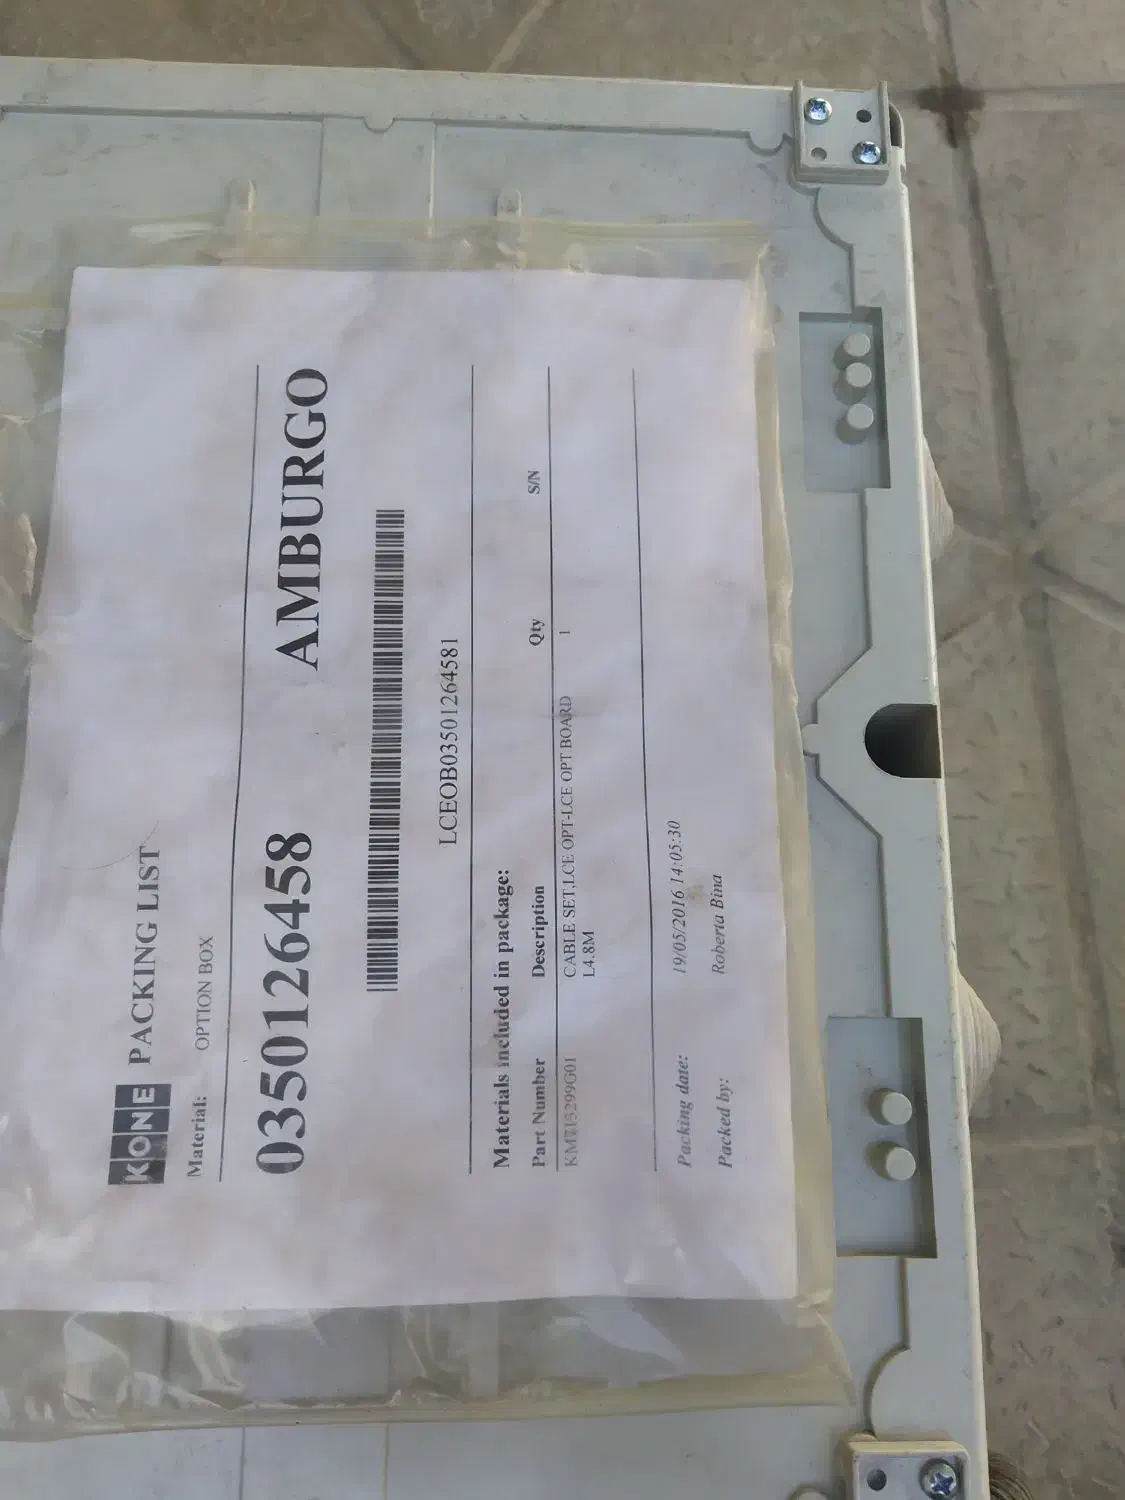 KONE PACKING LIST
Material: OPTION BOX
0350126458 AMBURGO
LCEOB03501264581
Materials included in package:
Part Number Description Qty S/N
KM715299G01 CABLE SET,LCE OPT-LCE OPT BOARD 1
L4.8M
Packing date: 19/05/2016 14:05:30
Packed by: Roberta Bina